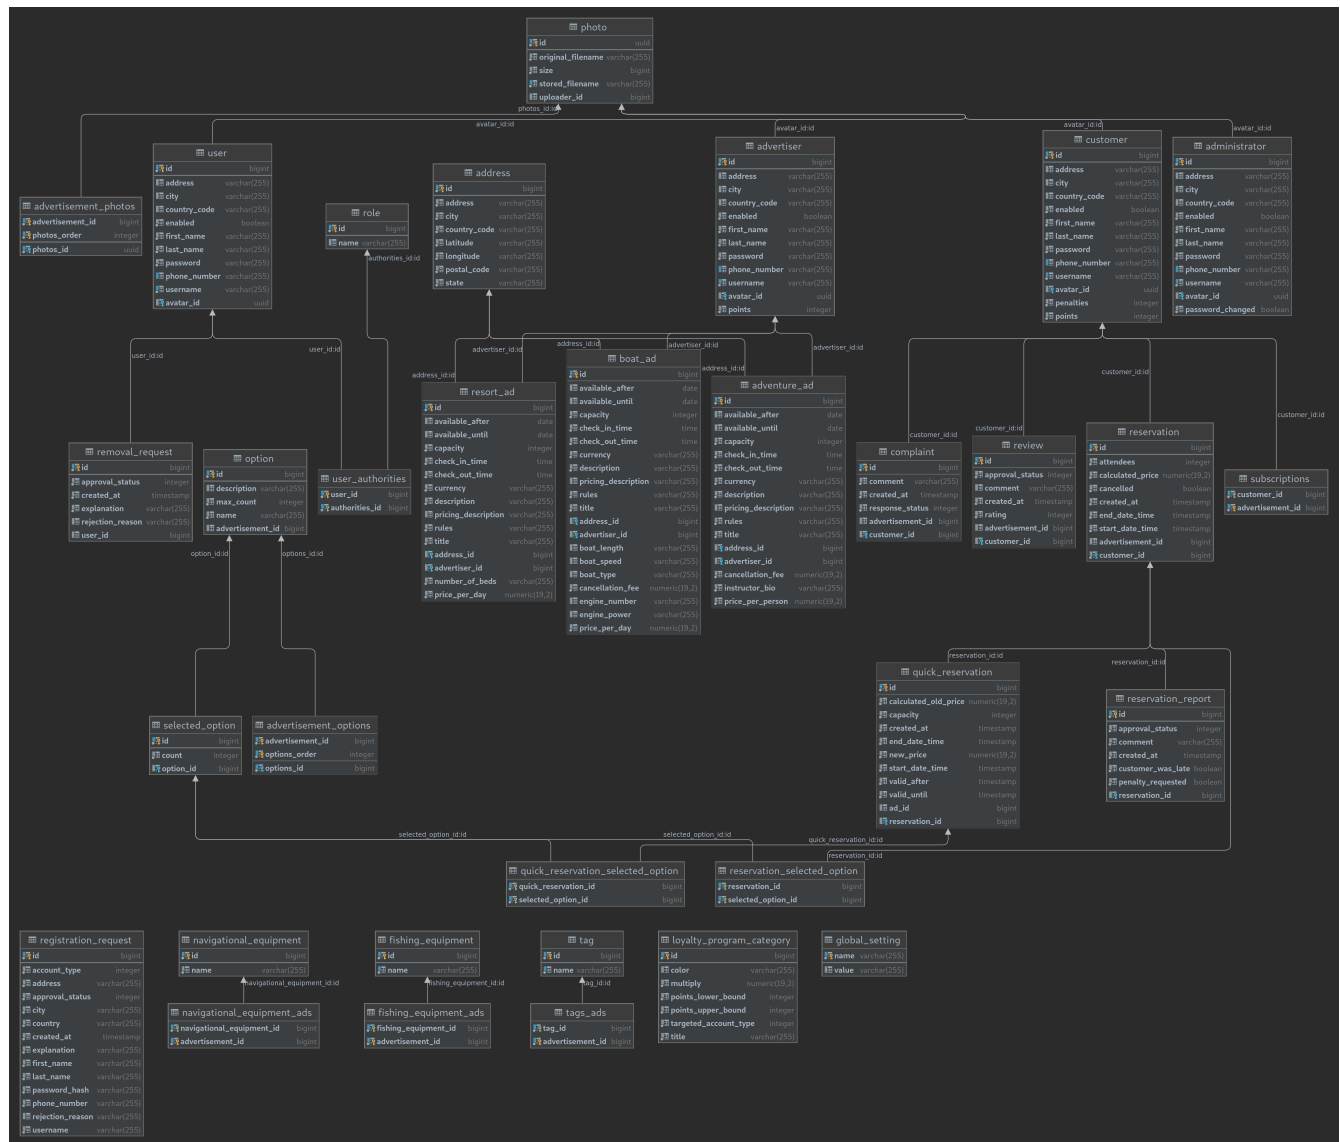 photo
id uuid
original_filename varchar(255)
size bigint
stored_filename varchar(255)
uploader_id bigint
photos_id:id
avatar_id:id
avatar_id:id
avatar_id:id
avatar_id:id
user
id bigint
address varchar(255)
city varchar(255)
country_code varchar(255)
enabled boolean
first_name varchar(255)
last_name varchar(255)
password varchar(255)
phone_number varchar(255)
username varchar(255)
avatar_id uuid
advertisement_photos
advertisement_id bigint
photos_order integer
photos_id uuid
role
id bigint
name varchar(255)
authorities_id:id
address
id bigint
address varchar(255)
city varchar(255)
country_code varchar(255)
latitude varchar(255)
longitude varchar(255)
postal_code varchar(255)
state varchar(255)
advertiser
id bigint
address varchar(255)
city varchar(255)
country_code varchar(255)
enabled boolean
first_name varchar(255)
last_name varchar(255)
password varchar(255)
phone_number varchar(255)
username varchar(255)
avatar_id uuid
points integer
customer
id bigint
address varchar(255)
city varchar(255)
country_code varchar(255)
enabled boolean
first_name varchar(255)
last_name varchar(255)
password varchar(255)
phone_number varchar(255)
username varchar(255)
avatar_id uuid
penalties integer
points integer
administrator
id bigint
address varchar(255)
city varchar(255)
country_code varchar(255)
enabled boolean
first_name varchar(255)
last_name varchar(255)
password varchar(255)
phone_number varchar(255)
username varchar(255)
avatar_id uuid
password_changed boolean
user_id:id
user_id:id
address_id:id
advertiser_id:id
address_id:id
advertiser_id:id
address_id:id
advertiser_id:id
customer_id:id
customer_id:id
customer_id:id
customer_id:id
removal_request
id bigint
approval_status integer
created_at timestamp
explanation varchar(255)
rejection_reason varchar(255)
user_id bigint
option
id bigint
description varchar(255)
max_count integer
name varchar(255)
advertisement_id bigint
user_authorities
user_id bigint
authorities_id bigint
resort_ad
id bigint
available_after date
available_until date
capacity integer
check_in_time time
check_out_time time
currency varchar(255)
description varchar(255)
pricing_description varchar(255)
rules varchar(255)
title varchar(255)
address_id bigint
advertiser_id bigint
number_of_beds varchar(255)
price_per_day numeric(19,2)
boat_ad
id bigint
available_after date
available_until date
capacity integer
check_in_time time
check_out_time time
currency varchar(255)
description varchar(255)
pricing_description varchar(255)
rules varchar(255)
title varchar(255)
address_id bigint
advertiser_id bigint
boat_length varchar(255)
boat_speed varchar(255)
boat_type varchar(255)
cancellation_fee numeric(19,2)
engine_number varchar(255)
engine_power varchar(255)
price_per_day numeric(19,2)
adventure_ad
id bigint
available_after date
available_until date
capacity integer
check_in_time time
check_out_time time
currency varchar(255)
description varchar(255)
pricing_description varchar(255)
rules varchar(255)
title varchar(255)
address_id bigint
advertiser_id bigint
cancellation_fee numeric(19,2)
instructor_bio varchar(255)
price_per_person numeric(19,2)
complaint
id bigint
comment varchar(255)
created_at timestamp
response_status integer
advertisement_id bigint
customer_id bigint
review
id bigint
approval_status integer
comment varchar(255)
created_at timestamp
rating integer
advertisement_id bigint
customer_id bigint
reservation
id bigint
attendees integer
calculated_price numeric(19,2)
cancelled boolean
created_at timestamp
end_date_time timestamp
start_date_time timestamp
advertisement_id bigint
customer_id bigint
subscriptions
customer_id bigint
advertisement_id bigint
option_id:id
options_id:id
selected_option
id bigint
count integer
option_id bigint
advertisement_options
advertisement_id bigint
options_order integer
options_id bigint
reservation_id:id
reservation_id:id
quick_reservation
id bigint
calculated_old_price numeric(19,2)
capacity integer
created_at timestamp
end_date_time timestamp
new_price numeric(19,2)
start_date_time timestamp
valid_after timestamp
valid_until timestamp
ad_id bigint
reservation_id bigint
reservation_report
id bigint
approval_status integer
comment varchar(255)
created_at timestamp
customer_was_late boolean
penalty_requested boolean
reservation_id bigint
selected_option_id:id
selected_option_id:id
quick_reservation_id:id
reservation_id:id
quick_reservation_selected_option
quick_reservation_id bigint
selected_option_id bigint
reservation_selected_option
reservation_id bigint
selected_option_id bigint
registration_request
id bigint
account_type integer
address varchar(255)
approval_status integer
city varchar(255)
country varchar(255)
created_at timestamp
explanation varchar(255)
first_name varchar(255)
last_name varchar(255)
password_hash varchar(255)
phone_number varchar(255)
rejection_reason varchar(255)
username varchar(255)
navigational_equipment
id bigint
name varchar(255)
navigational_equipment_id:id
navigational_equipment_ads
navigational_equipment_id bigint
advertisement_id bigint
fishing_equipment
id bigint
name varchar(255)
fishing_equipment_id:id
fishing_equipment_ads
fishing_equipment_id bigint
advertisement_id bigint
tag
id bigint
name varchar(255)
tag_id:id
tags_ads
tag_id bigint
advertisement_id bigint
loyalty_program_category
id bigint
color varchar(255)
multiply numeric(19,2)
points_lower_bound integer
points_upper_bound integer
targeted_account_type integer
title varchar(255)
global_setting
name varchar(255)
value varchar(255)